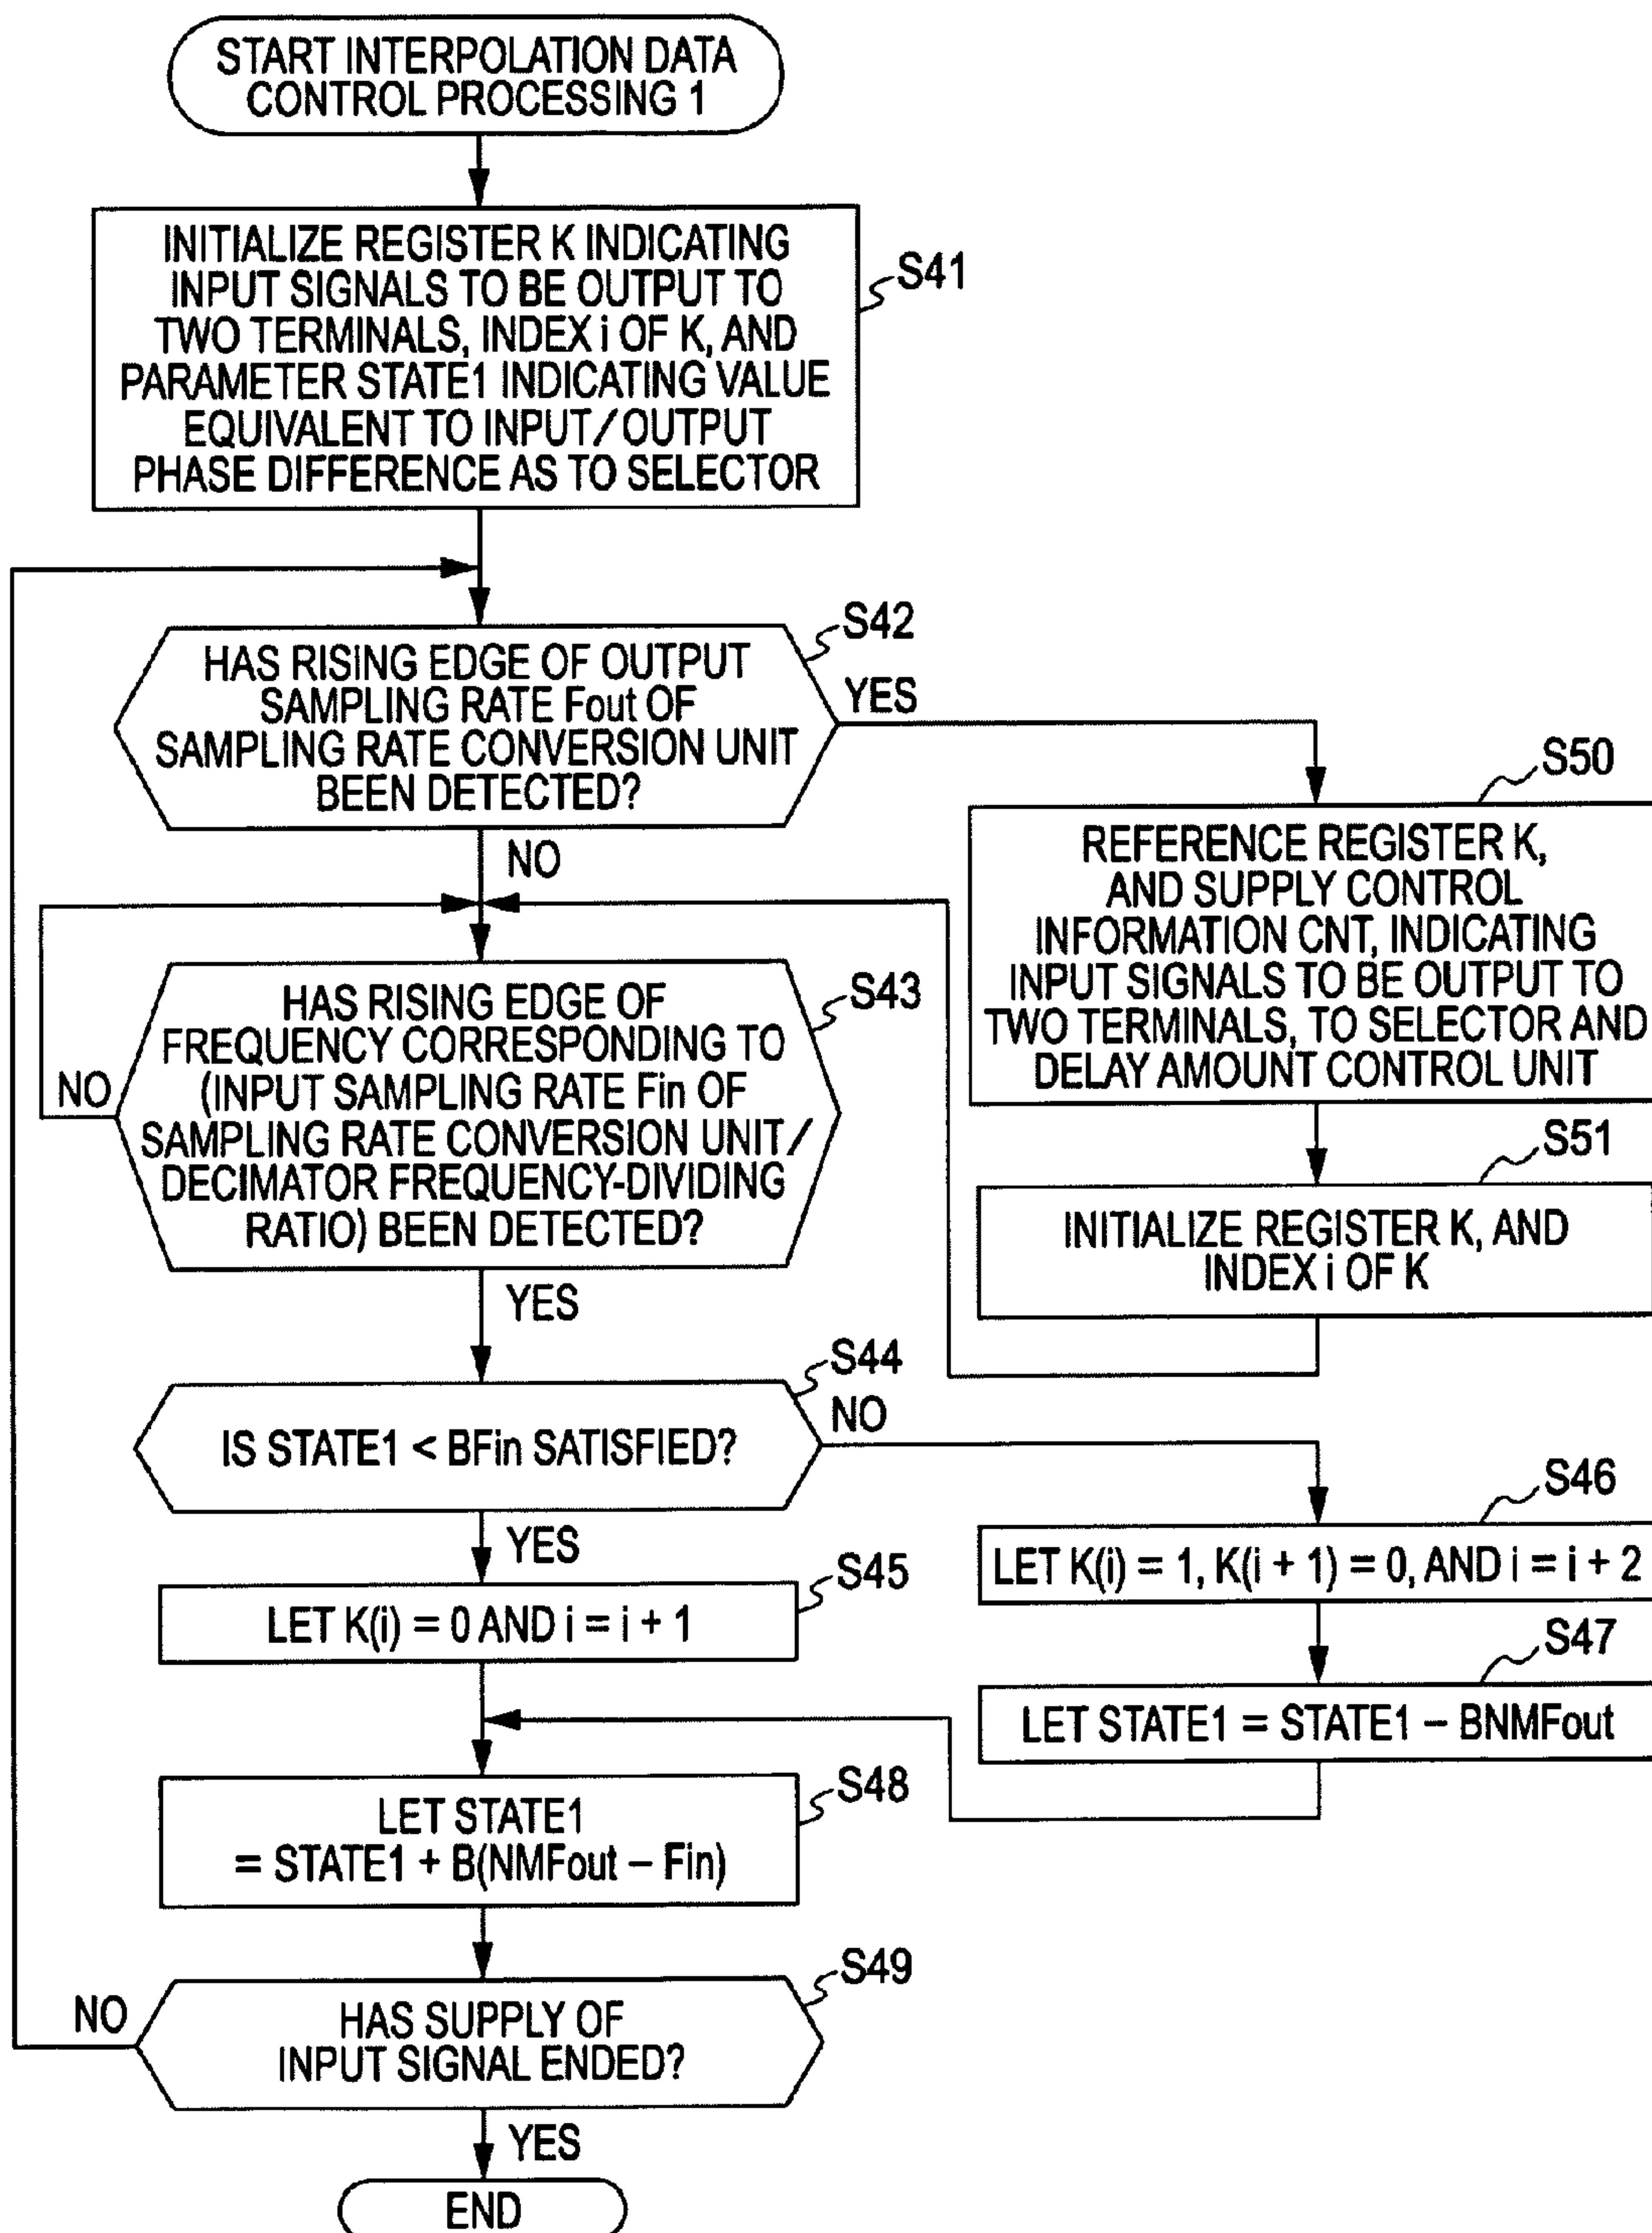 START INTERPOLATION DATA
CONTROL PROCESSING 1
INITIALIZE REGISTER K INDICATING
INPUT SIGNALS TO BE OUTPUT TO
TWO TERMINALS, INDEX i OF K, AND
PARAMETER STATE1 INDICATING VALUE
EQUIVALENT TO INPUT/OUTPUT
PHASE DIFFERENCE AS TO SELECTOR
S41
HAS RISING EDGE OF OUTPUT
SAMPLING RATE Fout OF
SAMPLING RATE CONVERSION UNIT
BEEN DETECTED?
S42
YES
NO
S50
REFERENCE REGISTER K,
AND SUPPLY CONTROL
INFORMATION CNT, INDICATING
INPUT SIGNALS TO BE OUTPUT TO
TWO TERMINALS, TO SELECTOR AND
DELAY AMOUNT CONTROL UNIT
S51
INITIALIZE REGISTER K, AND
INDEX i OF K
HAS RISING EDGE OF
FREQUENCY CORRESPONDING TO
(INPUT SAMPLING RATE Fin OF
SAMPLING RATE CONVERSION UNIT/
DECIMATOR FREQUENCY-DIVIDING
RATIO) BEEN DETECTED?
S43
NO
YES
S44
IS STATE1 < BFin SATISFIED?
NO
YES
S45
LET K(i) = 0 AND i = i + 1
S46
LET K(i) = 1, K(i + 1) = 0, AND i = i + 2
S47
LET STATE1 = STATE1 – BNMFout
S48
LET STATE1
= STATE1 + B(NMFout – Fin)
S49
HAS SUPPLY OF
INPUT SIGNAL ENDED?
NO
YES
END